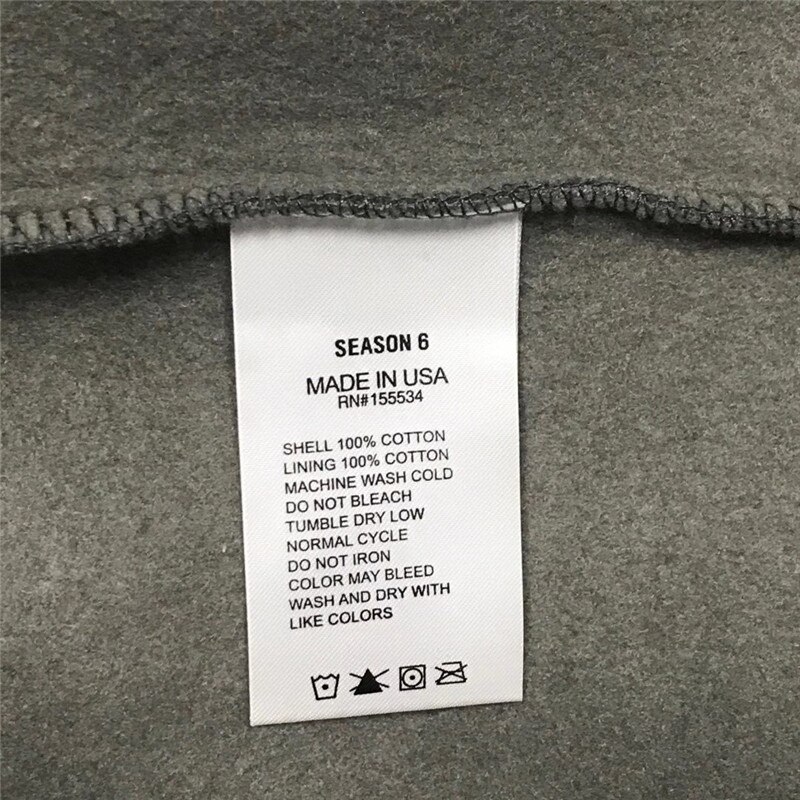 SEASON 6
MADE IN USA
RN#155534
SHELL 100% COTTON
LINING 100% COTTON
MACHINE WASH COLD
DO NOT BLEACH
TUMBLE DRY LOW
NORMAL CYCLE
DO NOT IRON
COLOR MAY BLEED
WASH AND DRY WITH
LIKE COLORS